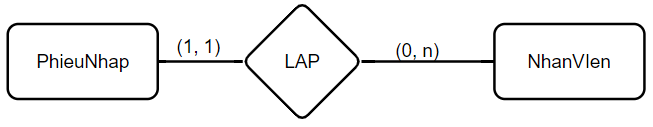 PhieuNhap
(1, 1)
LAP
(0, n)
NhanVIen